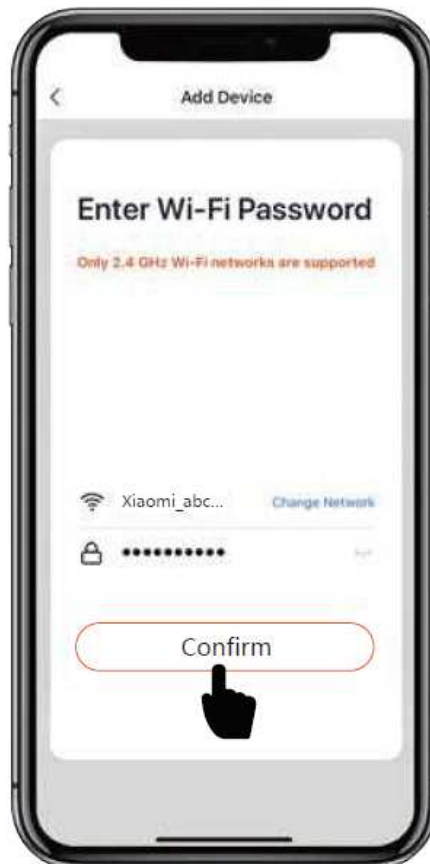 Add Device
Enter Wi-Fi Password
Only 2.4 GHz Wi-Fi networks are supported
Xiaomi_abc... Change Network
••••••••••
Confirm